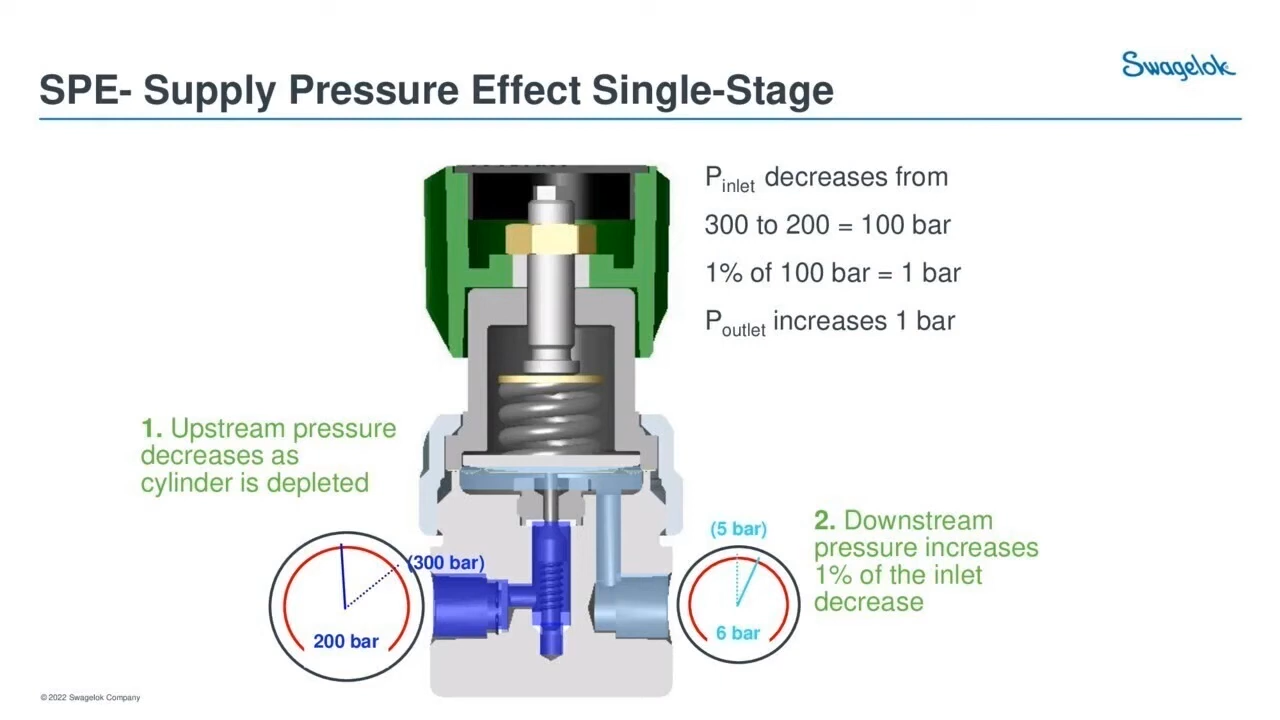 Swagelok
SPE- Supply Pressure Effect Single-Stage
Pinlet decreases from
300 to 200 = 100 bar
1% of 100 bar = 1 bar
Poutlet increases 1 bar
1. Upstream pressure
decreases as
cylinder is depleted
(300 bar)
200 bar
(5 bar)
6 bar
2. Downstream
pressure increases
1% of the inlet
decrease
©2022 Swagelok Company